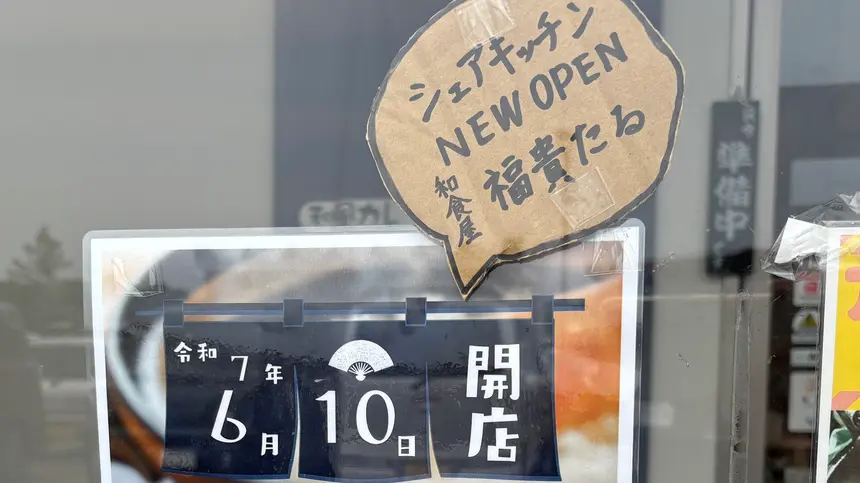 シェアキッチン
NEW OPEN
和食屋
福貴たる
準備中
令和7年
6月
10日
開店